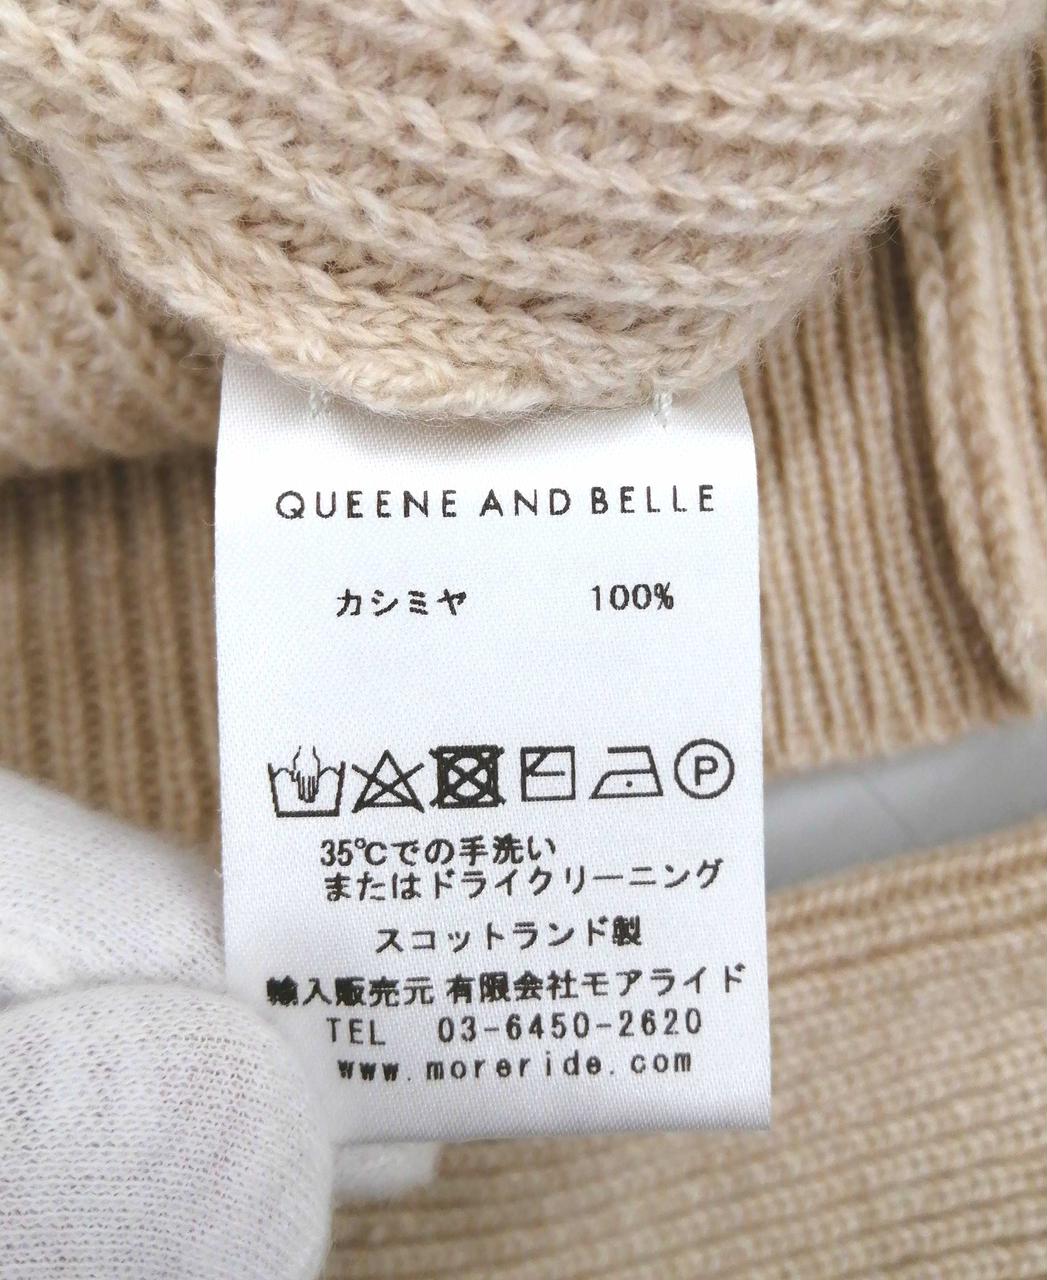 QUEENE AND BELLE
カシミヤ 100%
P
35℃での手洗い
またはドライクリーニング
スコットランド製
輸入販売元 有限会社モアライド
TEL 03-6450-2620
www.moreride.com